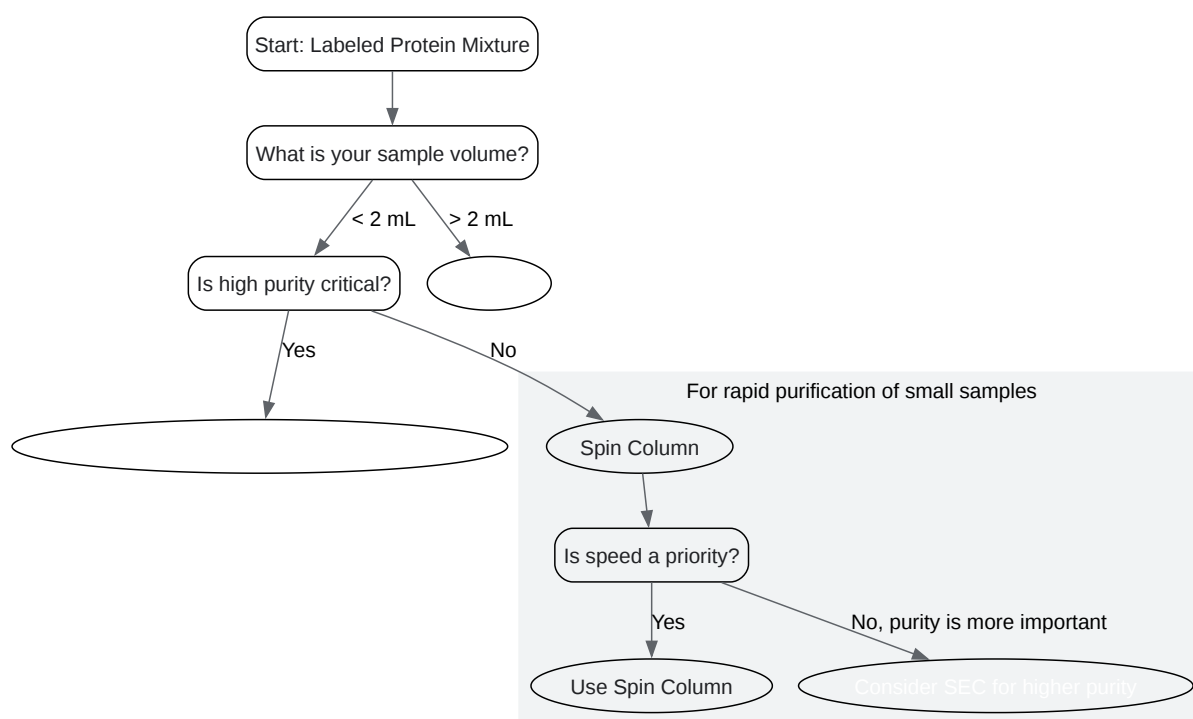 Start: Labeled Protein Mixture
What is your sample volume?
< 2 mL
> 2 mL
Is high purity critical?
Yes
No
For rapid purification of small samples
Spin Column
Is speed a priority?
Yes
No, purity is more important
Use Spin Column
Consider SEC for higher purity